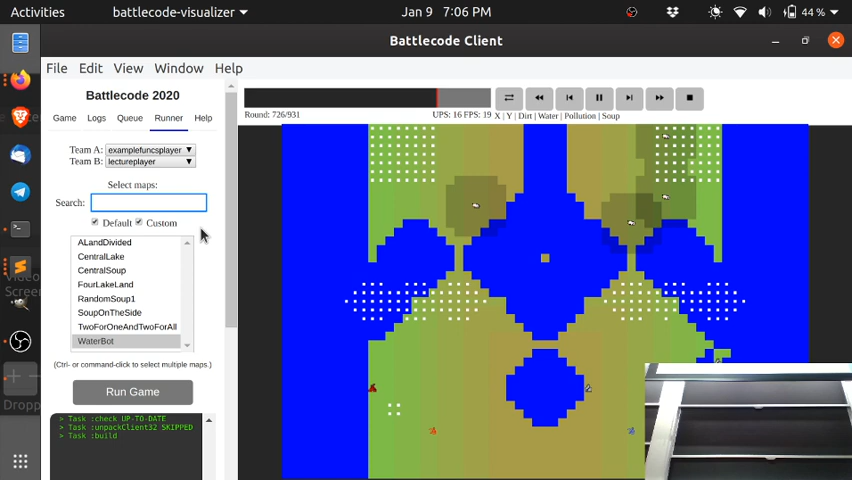 Activities battlecode-visualizer Jan 9 7:06 PM 44 %
Battlecode Client
File Edit View Window Help
Battlecode 2020
Game Logs Queue Runner Help
Round: 726/931 UPS: 16 FPS: 19 X | Y | Dirt | Water | Pollution | Soup
Team A: examplefuncsplayer
Team B: lectureplayer
Select maps:
Search:
Default Custom
ALandDivided
CentralLake
CentralSoup
FourLakeLand
RandomSoup1
SoupOnTheSide
TwoForOneAndTwoForAll
WaterBot
(Ctrl- or command-click to select multiple maps.)
Run Game
> Task :check UP-TO-DATE
> Task :unpackClient32 SKIPPED
> Task :build
Dropp